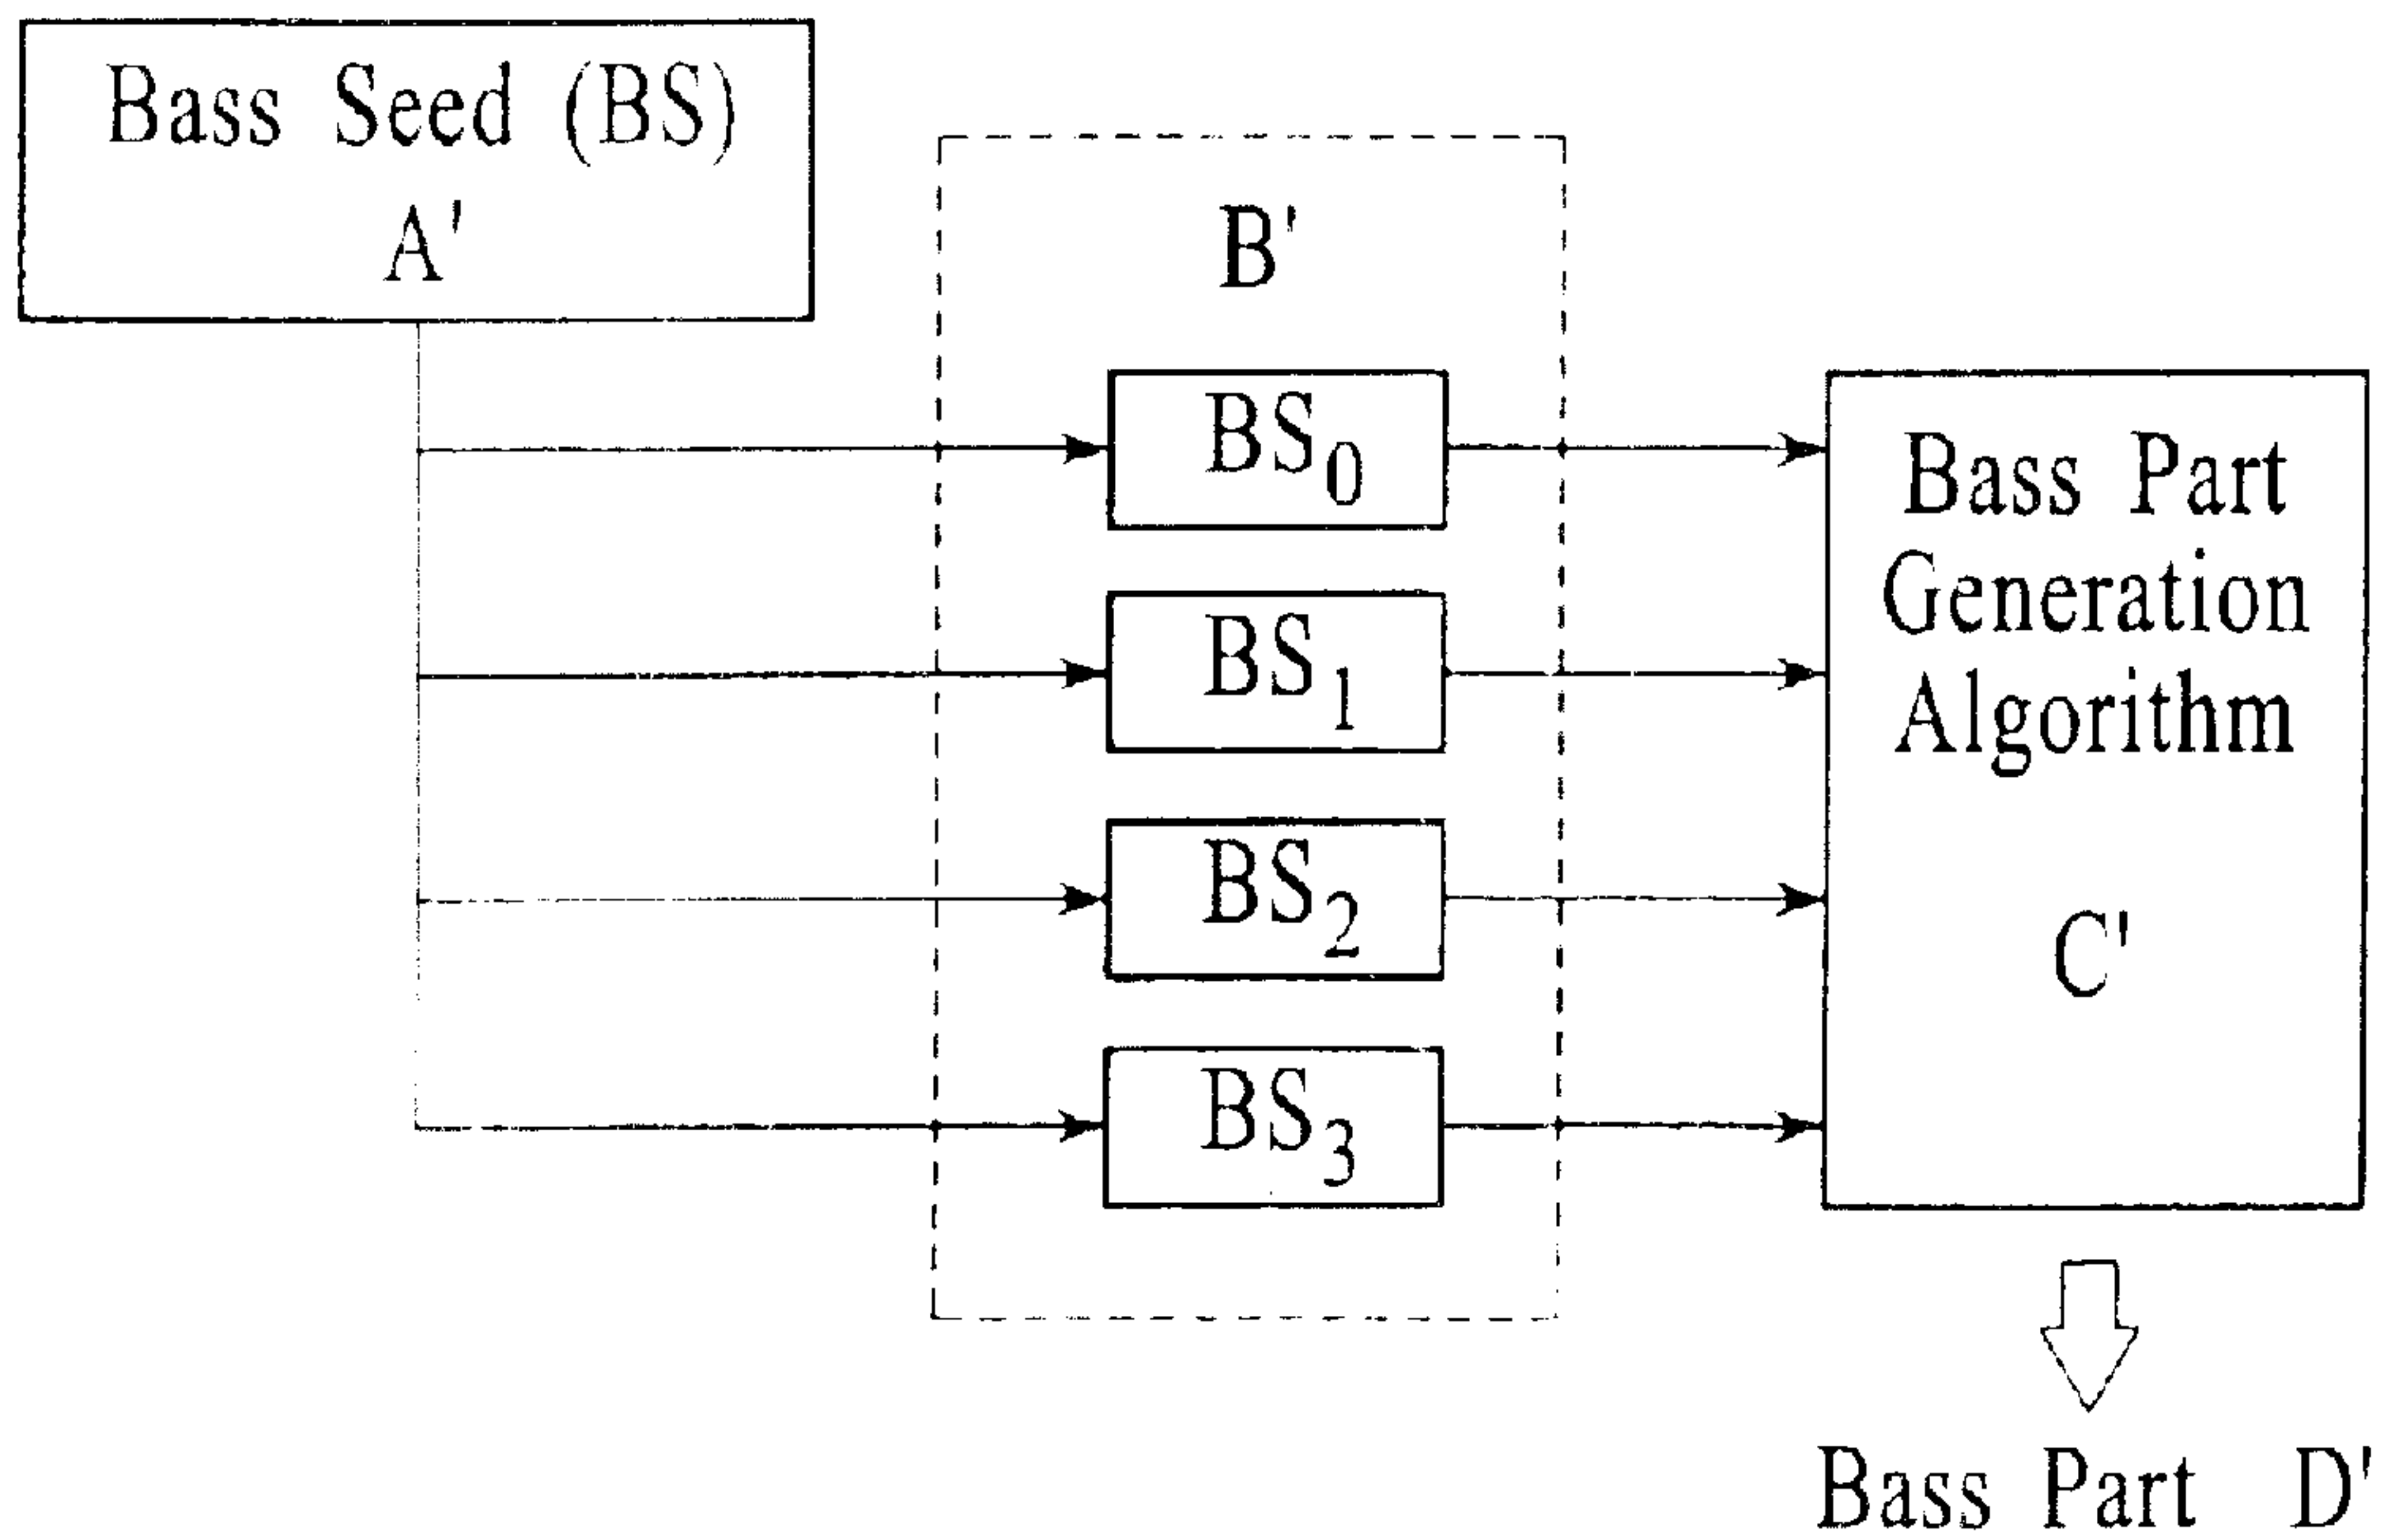 Bass Seed (BS)
A'
B'
BS0
BS1
BS2
BS3
Bass Part
Generation
Algorithm
C'
Bass Part D'